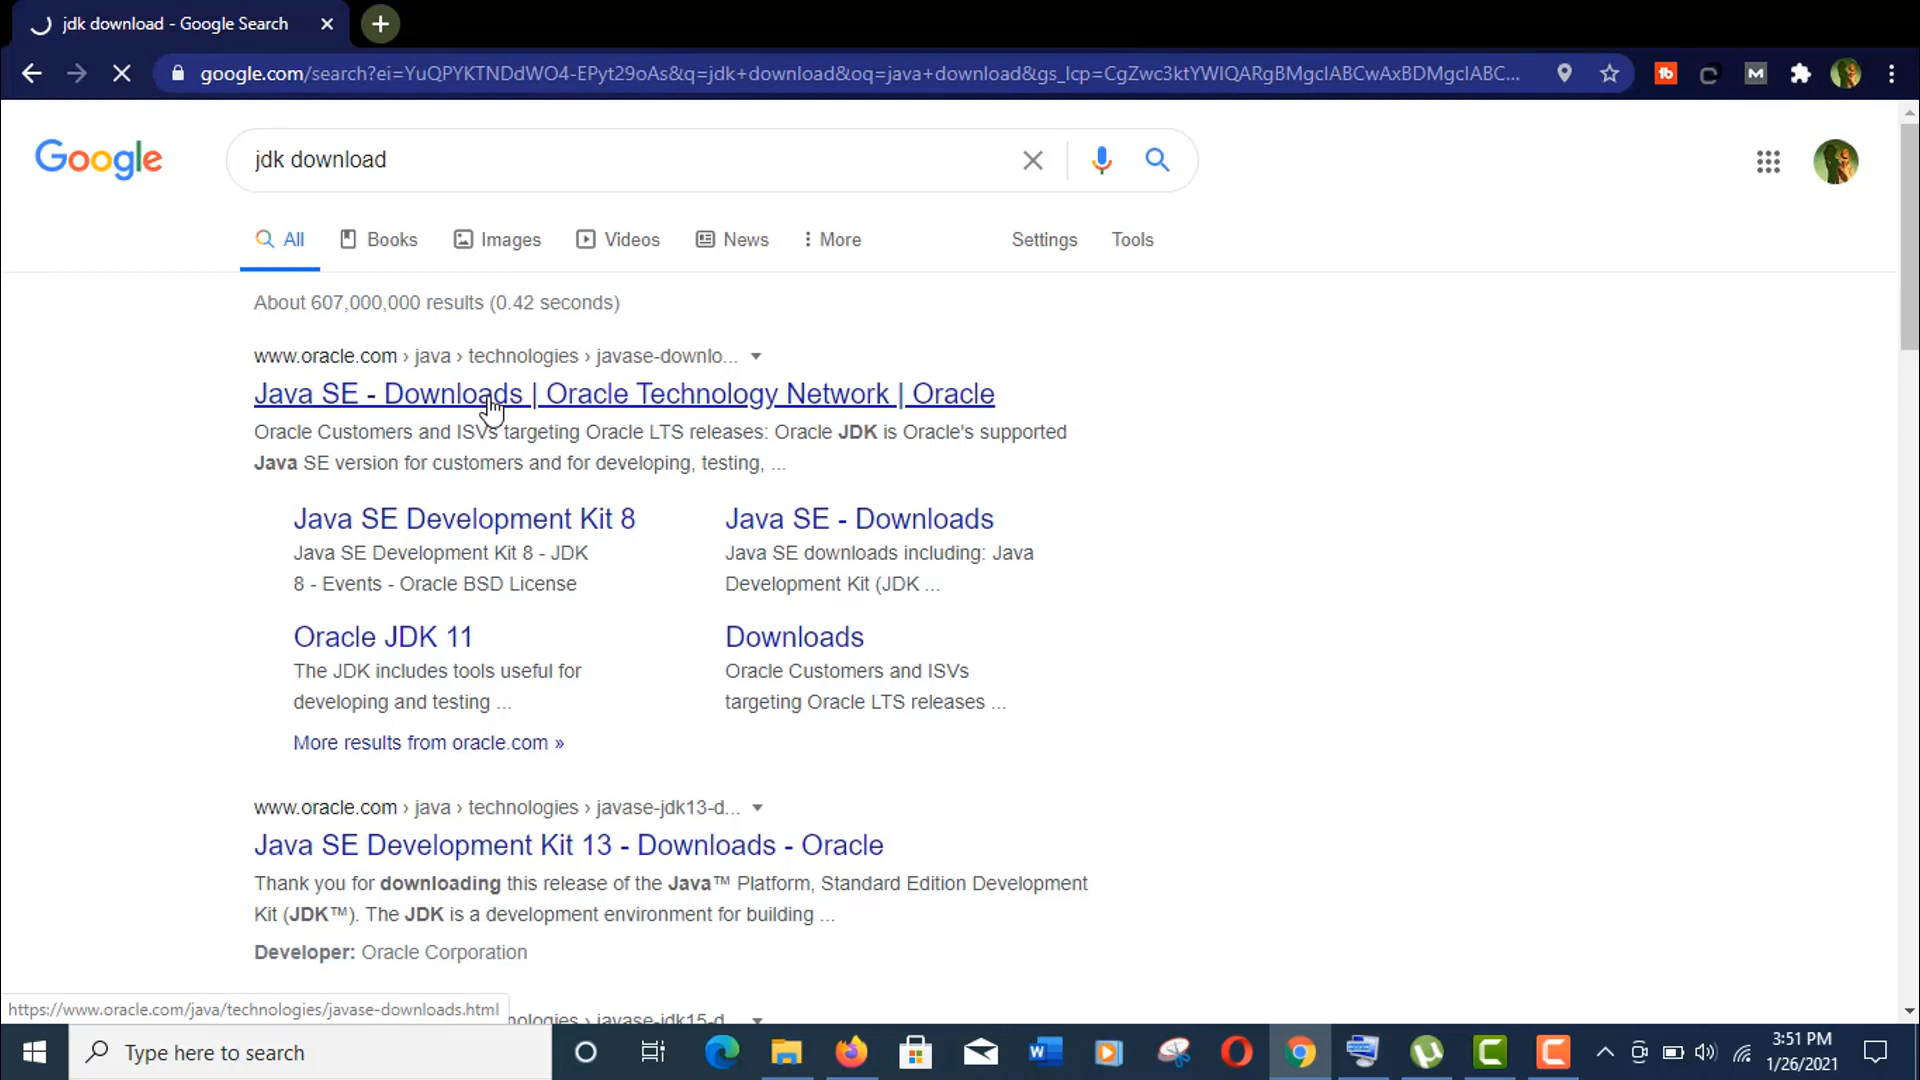 jdk download - Google Search
google.com/search?ei=YuQPYKTNDdWO4-EPyt29oAs&q=jdk+download&oq=java+download&gs_lcp=CgZwc3ktYWIQARgBMgcIABCwAxBDMgcIABC...
Google
jdk download
All Books Images Videos News More Settings Tools
About 607,000,000 results (0.42 seconds)
www.oracle.com › java › technologies › javase-downlo...
Java SE - Downloads | Oracle Technology Network | Oracle
Oracle Customers and ISVs targeting Oracle LTS releases: Oracle JDK is Oracle's supported
Java SE version for customers and for developing, testing, ...
Java SE Development Kit 8
Java SE Development Kit 8 - JDK
8 - Events - Oracle BSD License
Java SE - Downloads
Java SE downloads including: Java
Development Kit (JDK ...
Oracle JDK 11
The JDK includes tools useful for
developing and testing ...
Downloads
Oracle Customers and ISVs
targeting Oracle LTS releases ...
More results from oracle.com »
www.oracle.com › java › technologies › javase-jdk13-d...
Java SE Development Kit 13 - Downloads - Oracle
Thank you for downloading this release of the Java™ Platform, Standard Edition Development
Kit (JDK™). The JDK is a development environment for building ...
Developer: Oracle Corporation
https://www.oracle.com/java/technologies/javase-downloads.html
javase-jdk15-d...
Type here to search
3:51 PM
1/26/2021